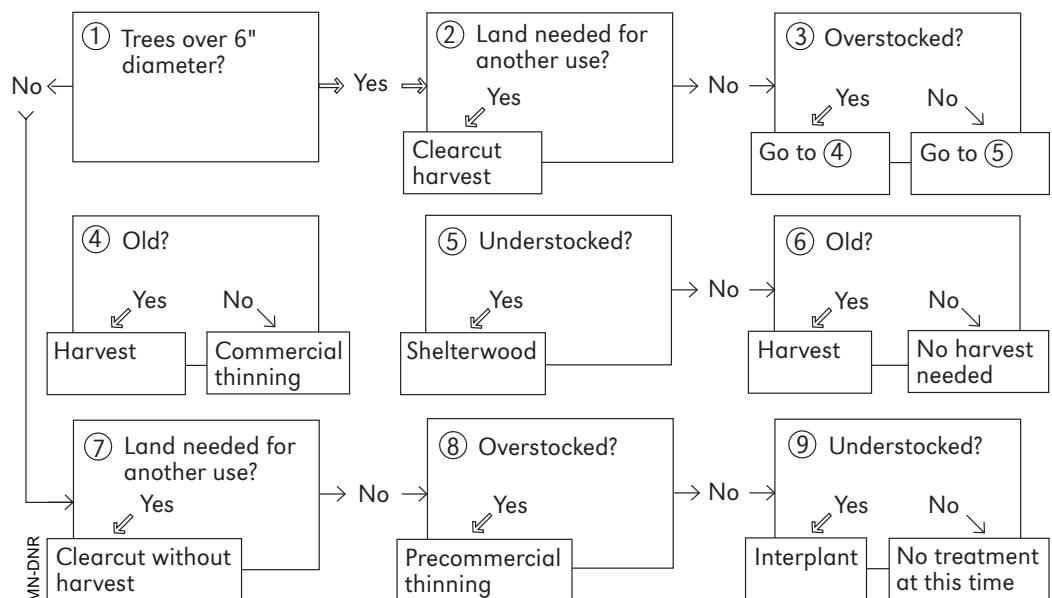 ① Trees over 6"
diameter?
No
Yes
② Land needed for
another use?
Yes
Clearcut
harvest
No
③ Overstocked?
Yes
No
Go to ④
Go to ⑤
④ Old?
Yes
No
Harvest
Commercial
thinning
⑤ Understocked?
Yes
Shelterwood
No
⑥ Old?
Yes
No
Harvest
No harvest
needed
⑦ Land needed for
another use?
Yes
Clearcut without
harvest
No
⑧ Overstocked?
Yes
Precommercial
thinning
No
⑨ Understocked?
Yes
No
Interplant
No treatment
at this time
MN-DNR